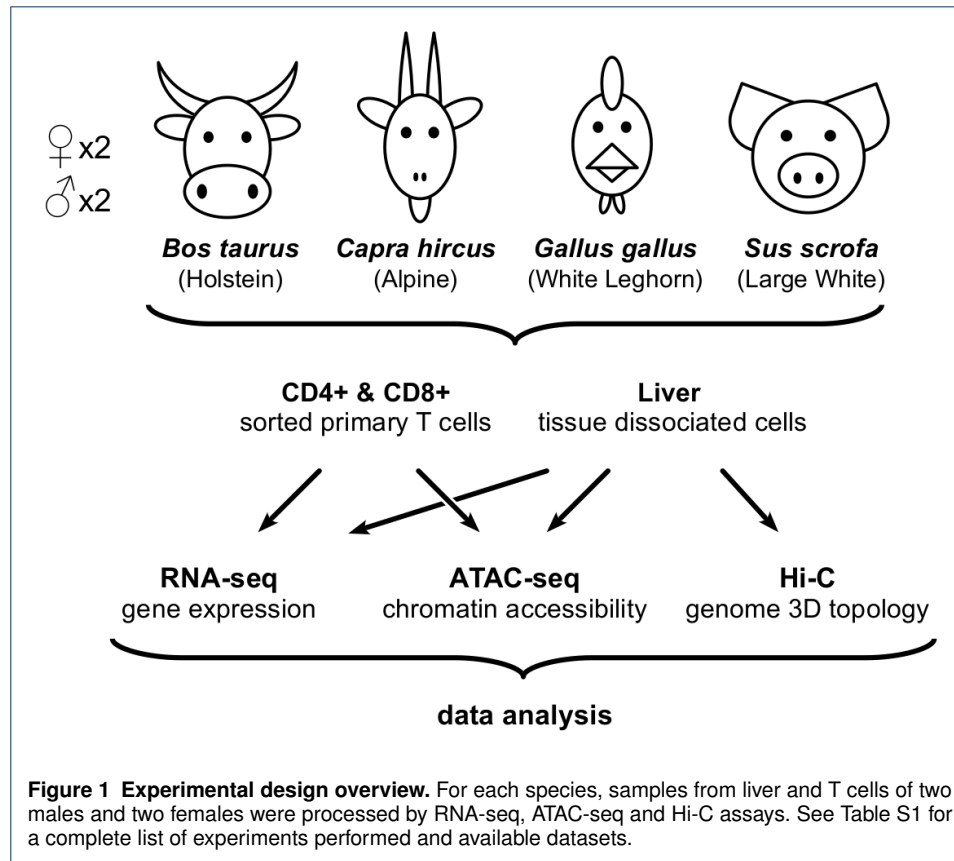 ♀x2
♂x2
Bos taurus Capra hircus Gallus gallus Sus scrofa
(Holstein) (Alpine) (White Leghorn) (Large White)
CD4+ & CD8+ Liver
sorted primary T cells tissue dissociated cells
RNA-seq ATAC-seq Hi-C
gene expression chromatin accessibility genome 3D topology
data analysis
Figure 1 Experimental design overview. For each species, samples from liver and T cells of two
males and two females were processed by RNA-seq, ATAC-seq and Hi-C assays. See Table S1 for
a complete list of experiments performed and available datasets.